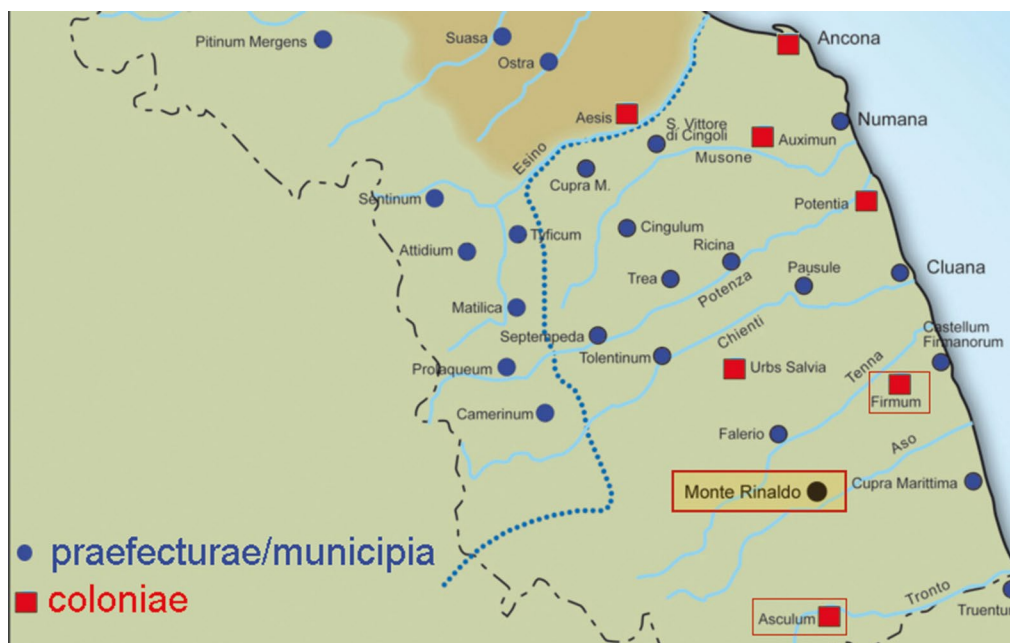 Pitinum Mergens
Suasa
Ostra
Ancona
Aesis
S. Vittore
di Cingoli
Auximun
Numana
Esino
Musone
Cupra M.
Sentinum
Potentia
Tyficum
Cingulum
Attidium
Ricina
Trea
Pausule
Cluana
Potenza
Matilica
Chienti
Septempeda
Tolentinum
Castellum
Firmanorum
Prolaqueum
Urbs Salvia
Tenna
Firmum
Camerinum
Falerio
Aso
Monte Rinaldo
Cupra Marittima
praefecturae/municipia
coloniae
Asculum
Tronto
Truentum